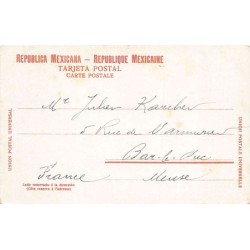 REPUBLICA MEXICANA — REPUBLIQUE MEXICAINE
TARJETA POSTAL
CARTE POSTALE
UNION POSTAL UNIVERSAL
Mr Julien
5 Rue de
Bar-le-Duc
France Meuse
Lado reservado á la dirección
(Côté réservé à l'adresse)
UNION POSTALE UNIVERSELLE